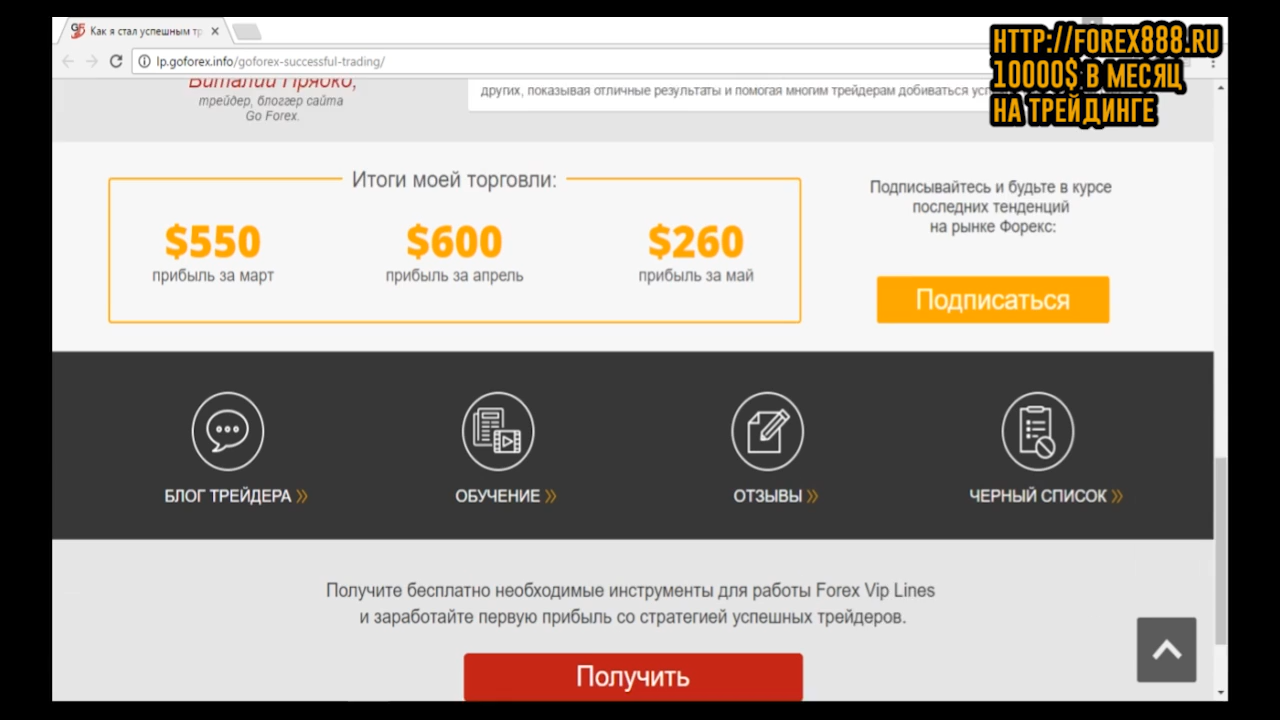 Как я стал успешным тр
lp.goforex.info/goforex-successful-trading/
HTTP://FOREX888.RU
10000$ В МЕСЯЦ
НА ТРЕЙДИНГЕ
Виталий Прядко,
трейдер, блоггер сайта
Go Forex.
других, показывая отличные результаты и помогая многим трейдерам добиваться
Итоги моей торговли:
$550
прибыль за март
$600
прибыль за апрель
$260
прибыль за май
Подписывайтесь и будьте в курсе
последних тенденций
на рынке Форекс:
Подписаться
БЛОГ ТРЕЙДЕРА »
ОБУЧЕНИЕ »
ОТЗЫВЫ »
ЧЕРНЫЙ СПИСОК »
Получите бесплатно необходимые инструменты для работы Forex Vip Lines
и заработайте первую прибыль со стратегией успешных трейдеров.
Получить